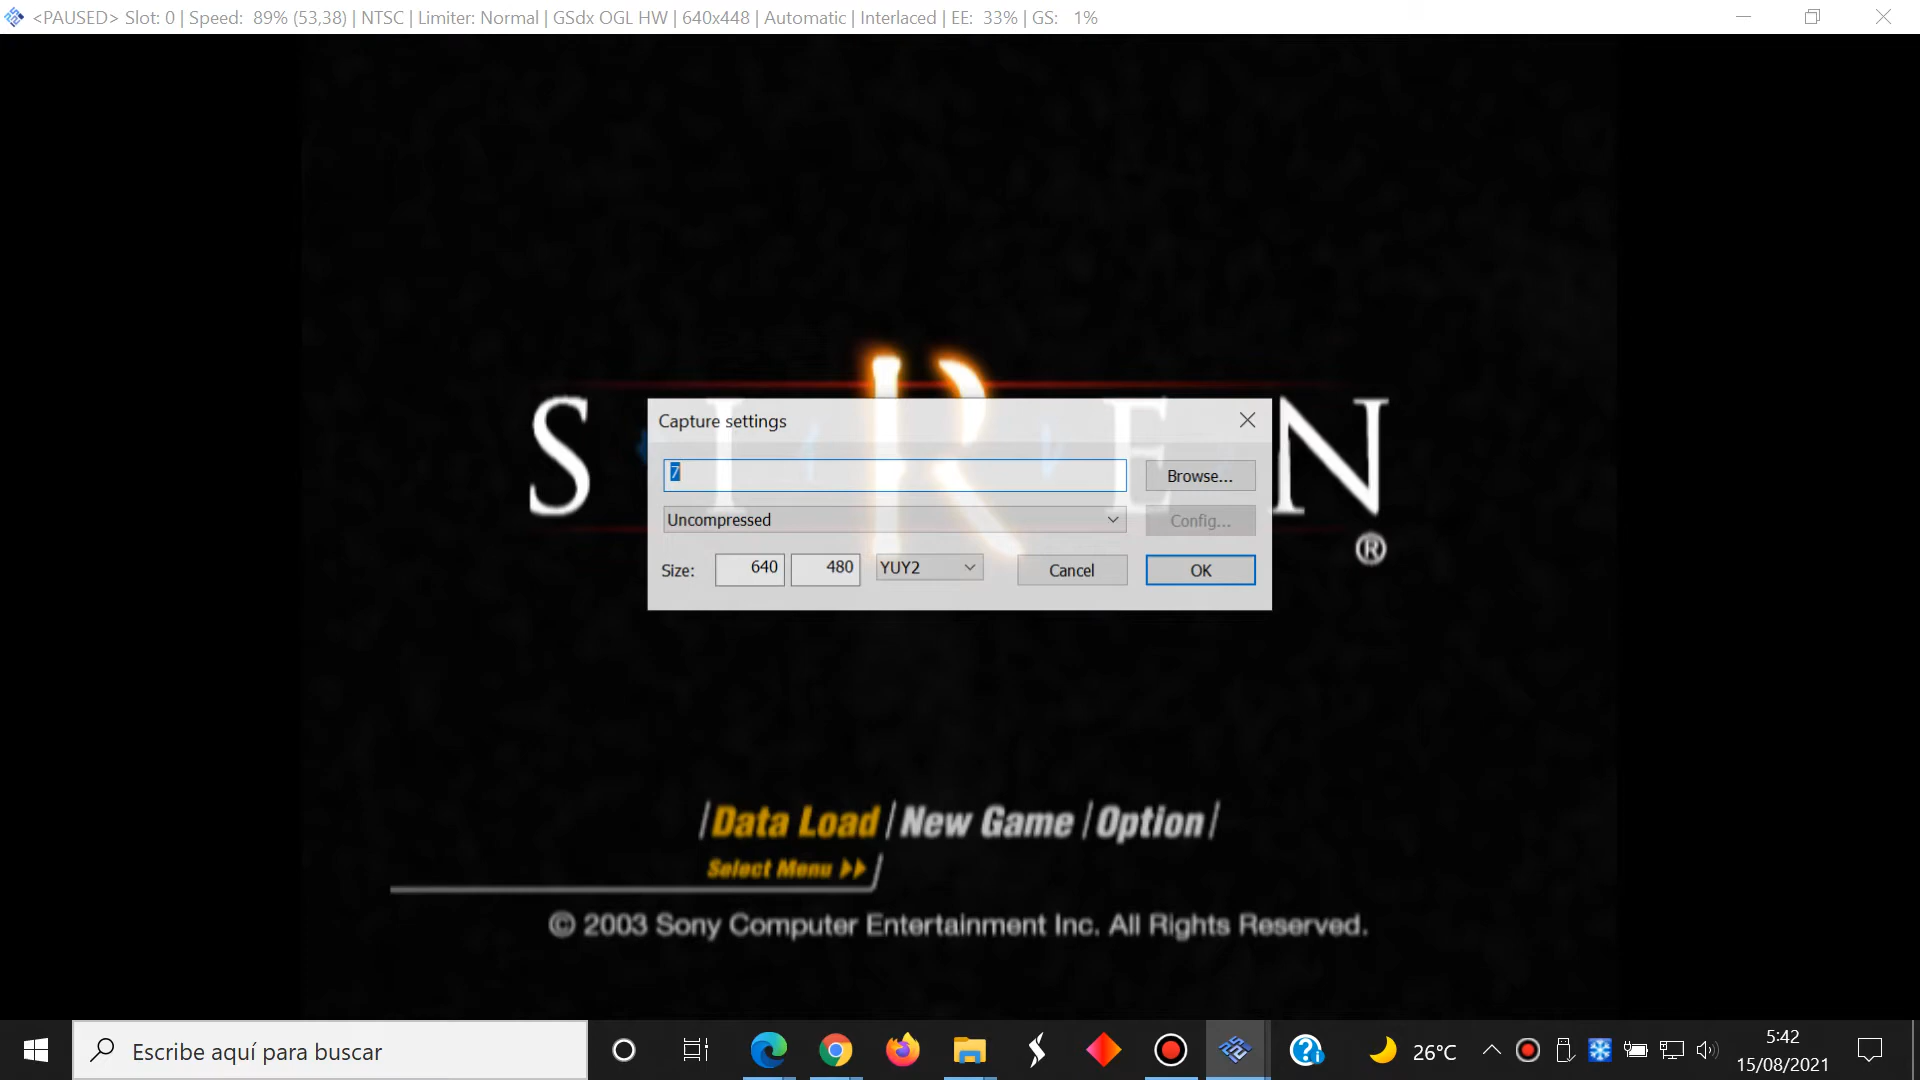 <PAUSED> Slot: 0 | Speed: 89% (53,38) | NTSC | Limiter: Normal | GSdx OGL HW | 640x448 | Automatic | Interlaced | EE: 33% | GS: 1%
SIREN
®
Capture settings
7
Browse...
Uncompressed
Config...
Size: 640 480 YUY2 Cancel OK
/Data Load/New Game/Option/
Select Menu
© 2003 Sony Computer Entertainment Inc. All Rights Reserved.
Escribe aquí para buscar
26°C
5:42
15/08/2021